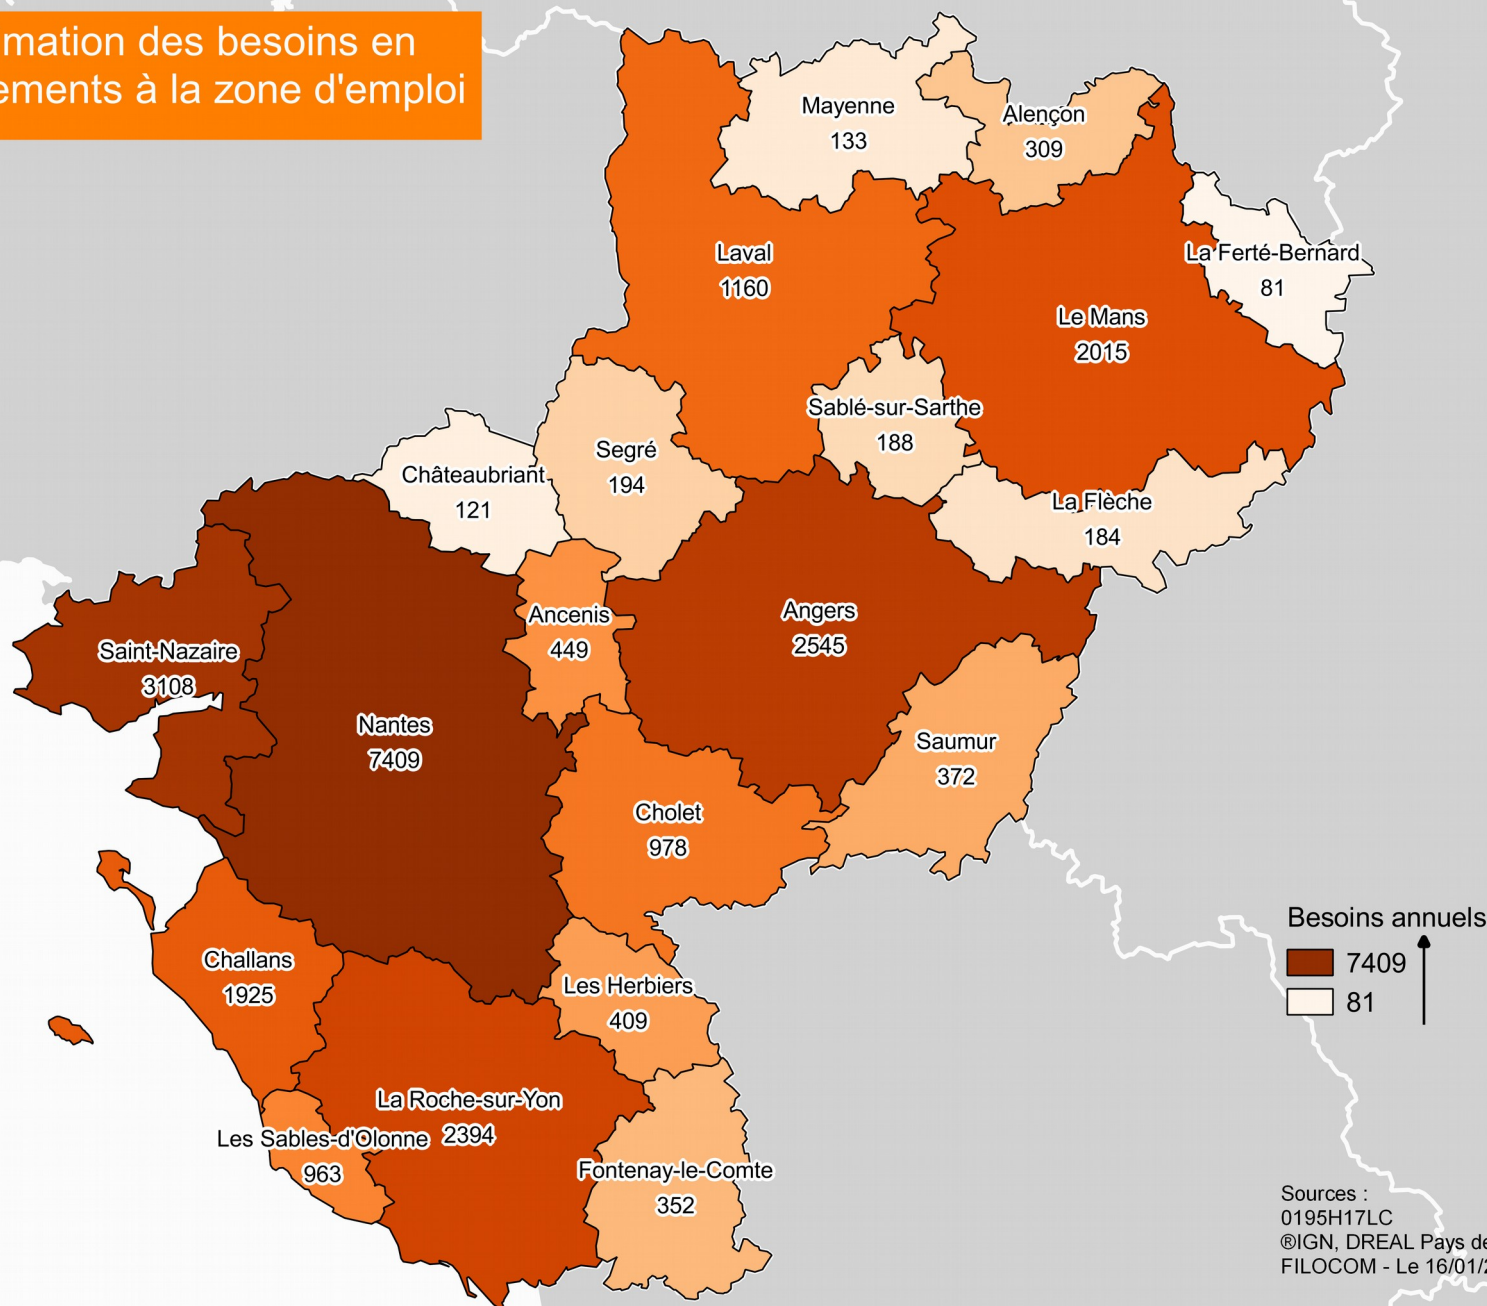 mation des besoins en
ements à la zone d'emploi
Mayenne
133
Alençon
309
Laval
1160
La Ferté-Bernard
81
Le Mans
2015
Sablé-sur-Sarthe
188
Segré
194
Châteaubriant
121
La Flèche
184
Ancenis
449
Angers
2545
Saint-Nazaire
3108
Nantes
7409
Saumur
372
Cholet
978
Besoins annuels
7409
81
Challans
1925
Les Herbiers
409
La Roche-sur-Yon
2394
Les Sables-d'Olonne
963
Fontenay-le-Comte
352
Sources :
0195H17LC
®IGN, DREAL Pays de
FILOCOM - Le 16/01/2